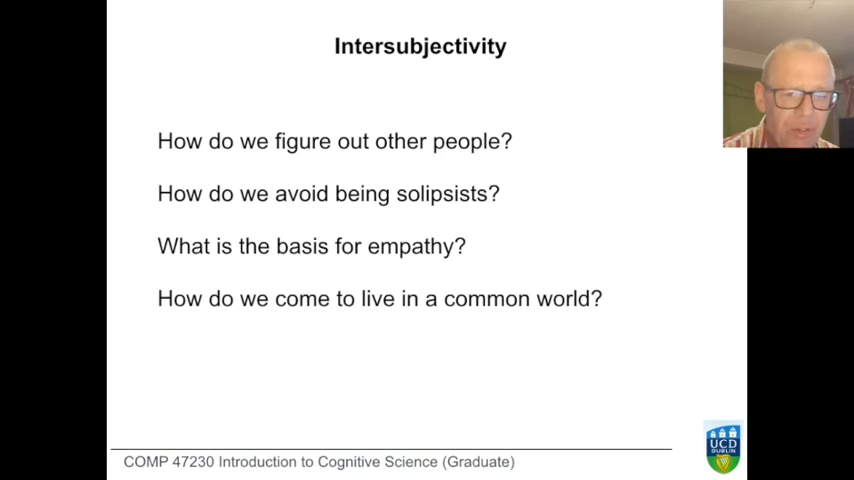 Intersubjectivity
How do we figure out other people?
How do we avoid being solipsists?
What is the basis for empathy?
How do we come to live in a common world?
COMP 47230 Introduction to Cognitive Science (Graduate)
UCD
DUBLIN